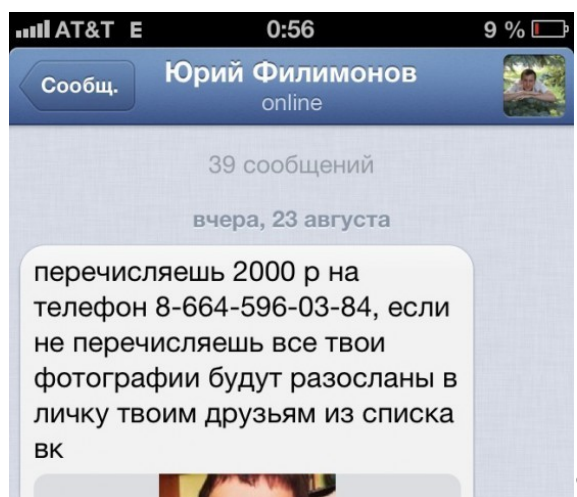 AT&T E 0:56 9 %
Сообщ. Юрий Филимонов
online
39 сообщений
вчера, 23 августа
перечисляешь 2000 р на
телефон 8-664-596-03-84, если
не перечисляешь все твои
фотографии будут разосланы в
личку твоим друзьям из списка
вк